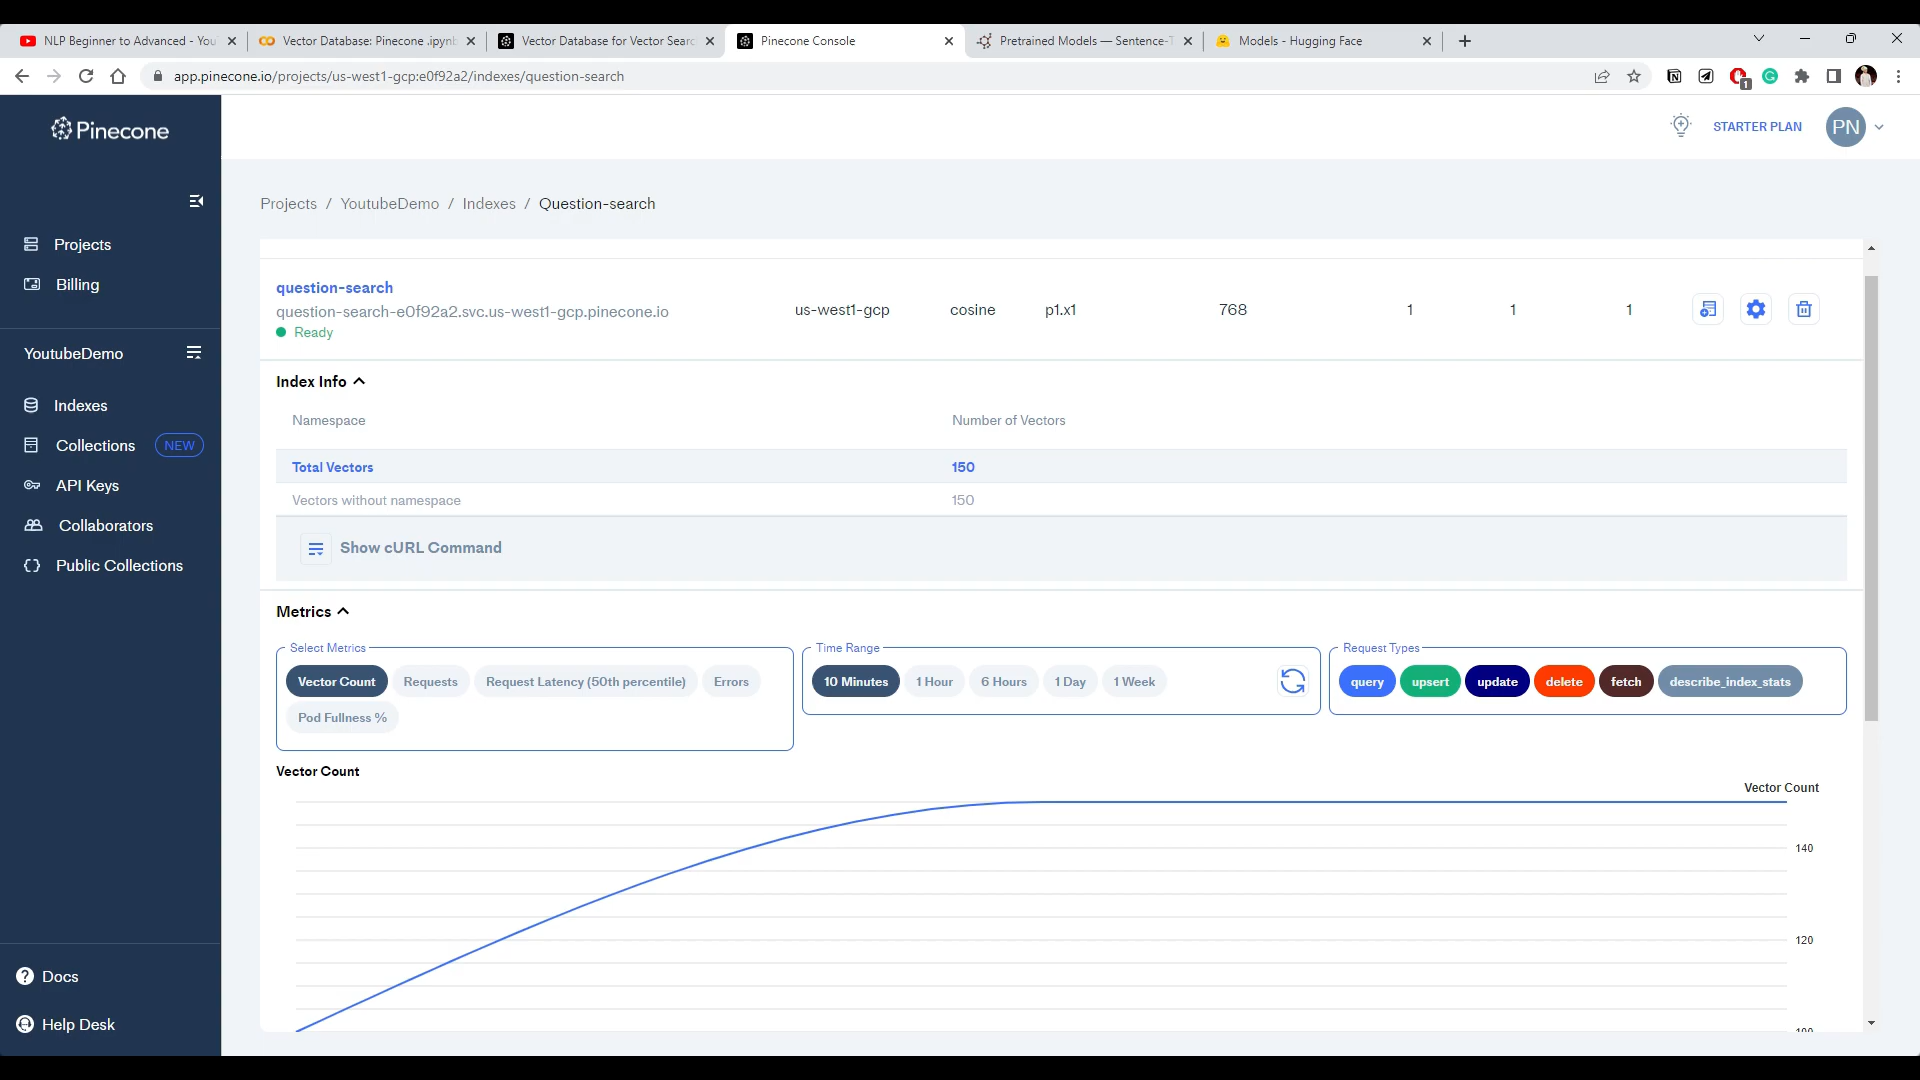 NLP Beginner to Advanced - You
Vector Database: Pinecone .ipynb
Vector Database for Vector Searc
Pinecone Console
Pretrained Models — Sentence-T
Models - Hugging Face
app.pinecone.io/projects/us-west1-gcp:e0f92a2/indexes/question-search
1
Pinecone
STARTER PLAN
PN
Projects
Billing
YoutubeDemo
Indexes
Collections NEW
API Keys
Collaborators
Public Collections
Docs
Help Desk
Projects / YoutubeDemo / Indexes / Question-search
question-search
question-search-e0f92a2.svc.us-west1-gcp.pinecone.io
Ready
us-west1-gcp cosine p1.x1 768 1 1 1
Index Info
Namespace Number of Vectors
Total Vectors 150
Vectors without namespace 150
Show cURL Command
Metrics
Select Metrics
Vector Count Requests Request Latency (50th percentile) Errors
Pod Fullness %
Time Range
10 Minutes 1 Hour 6 Hours 1 Day 1 Week
Request Types
query upsert update delete fetch describe_index_stats
Vector Count
Vector Count
140
120
100